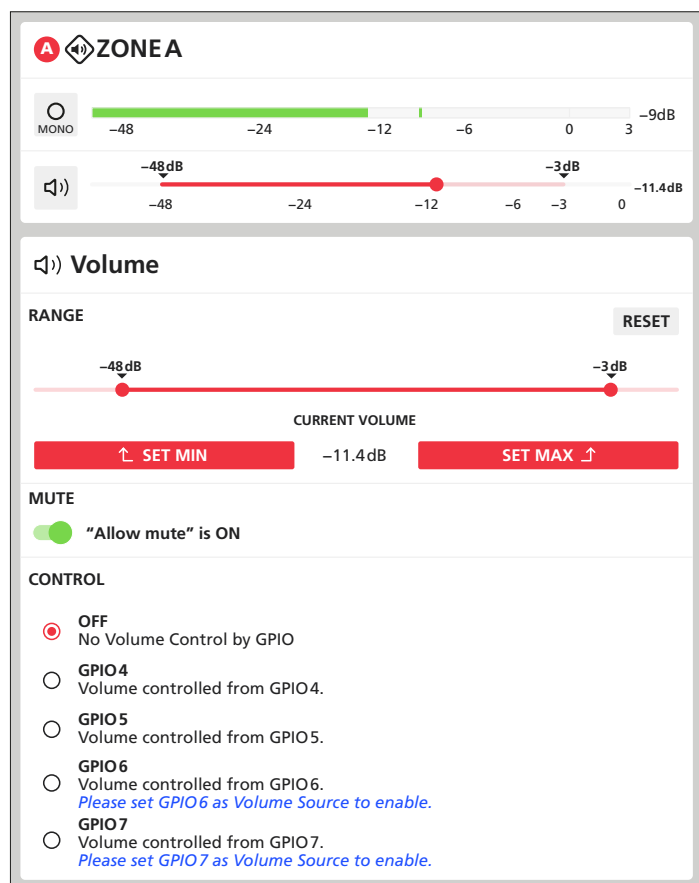 A ZONE A
MONO
−9dB
−48 −24 −12 −6 0 3
−48dB −3dB
−11.4dB
−48 −24 −12 −6 −3 0
Volume
RANGE
RESET
−48dB −3dB
CURRENT VOLUME
SET MIN −11.4dB SET MAX
MUTE
“Allow mute” is ON
CONTROL
OFF
No Volume Control by GPIO
GPIO4
Volume controlled from GPIO4.
GPIO5
Volume controlled from GPIO5.
GPIO6
Volume controlled from GPIO6.
Please set GPIO6 as Volume Source to enable.
GPIO7
Volume controlled from GPIO7.
Please set GPIO7 as Volume Source to enable.